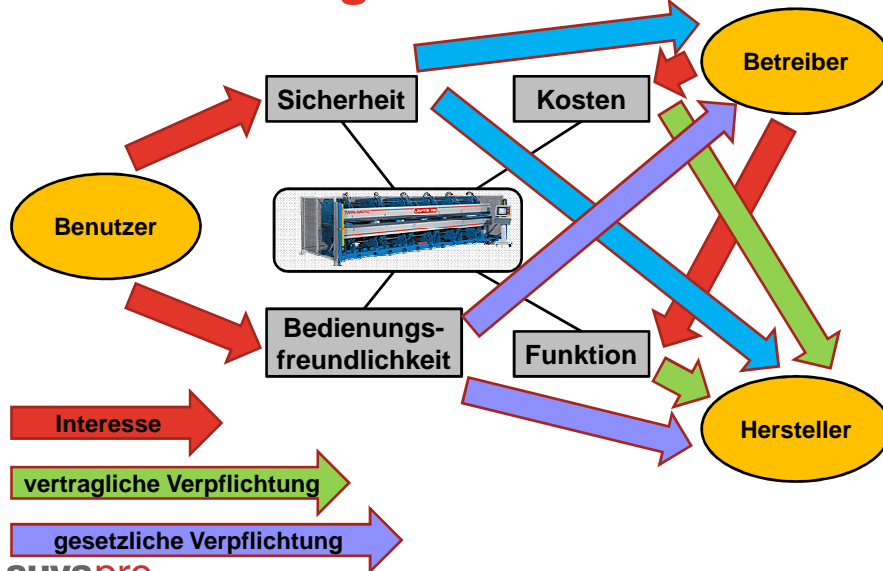 Betreiber
Sicherheit
Kosten
Benutzer
Bedienungs-
freundlichkeit
Funktion
Hersteller
Interesse
vertragliche Verpflichtung
gesetzliche Verpflichtung